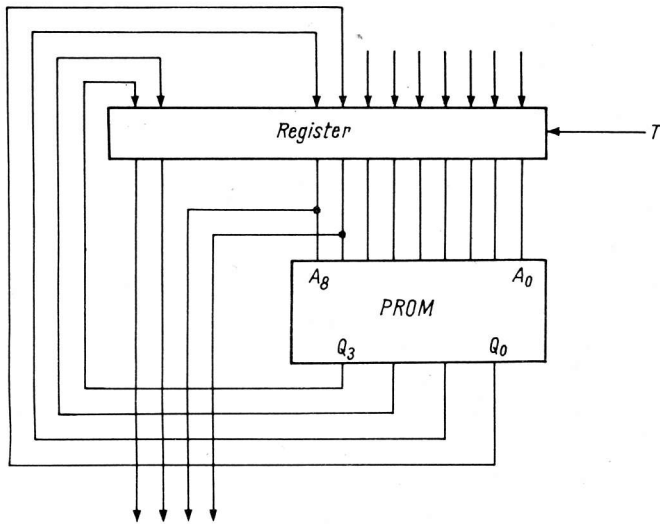 Register
T
A8 A0
PROM
Q3 Q0